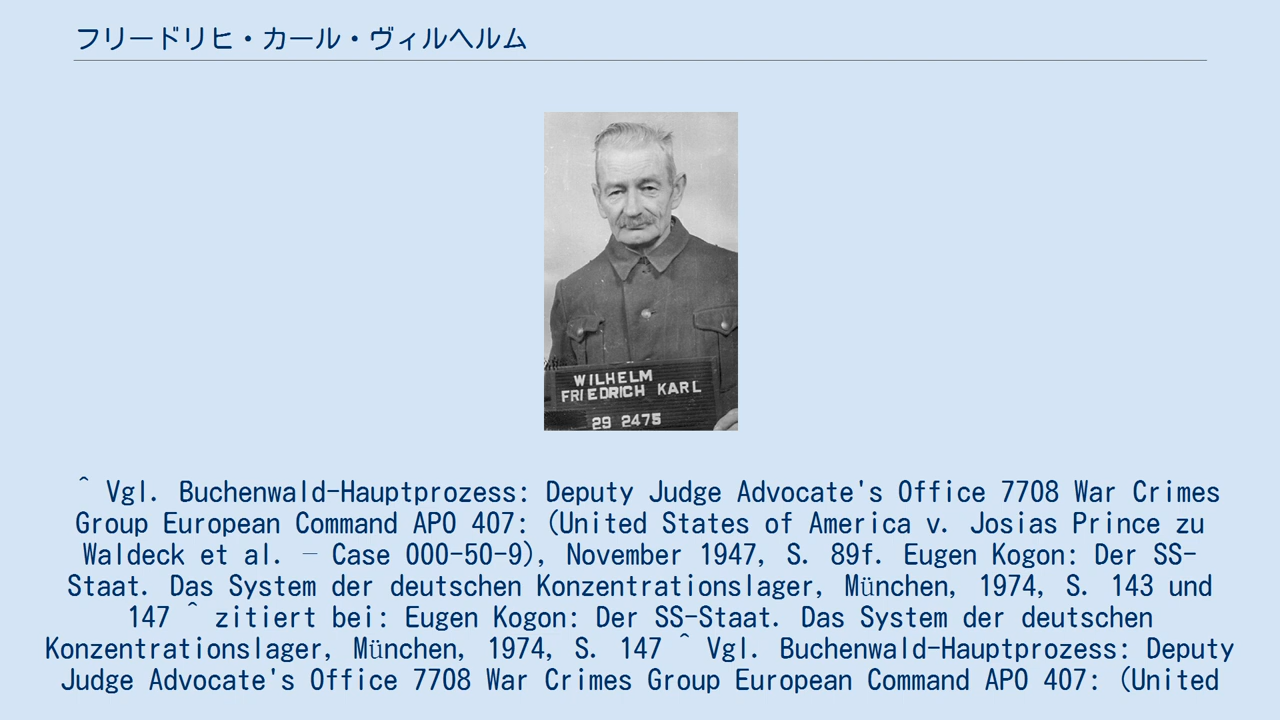 フリードリヒ・カール・ヴィルヘルム
WILHELM
FRIEDRICH KARL
29 2475
^ Vgl. Buchenwald-Hauptprozess: Deputy Judge Advocate's Office 7708 War Crimes
Group European Command APO 407: (United States of America v. Josias Prince zu
Waldeck et al. – Case 000-50-9), November 1947, S. 89f. Eugen Kogon: Der SS-
Staat. Das System der deutschen Konzentrationslager, München, 1974, S. 143 und
147 ^ zitiert bei: Eugen Kogon: Der SS-Staat. Das System der deutschen
Konzentrationslager, München, 1974, S. 147 ^ Vgl. Buchenwald-Hauptprozess: Deputy
Judge Advocate's Office 7708 War Crimes Group European Command APO 407: (United